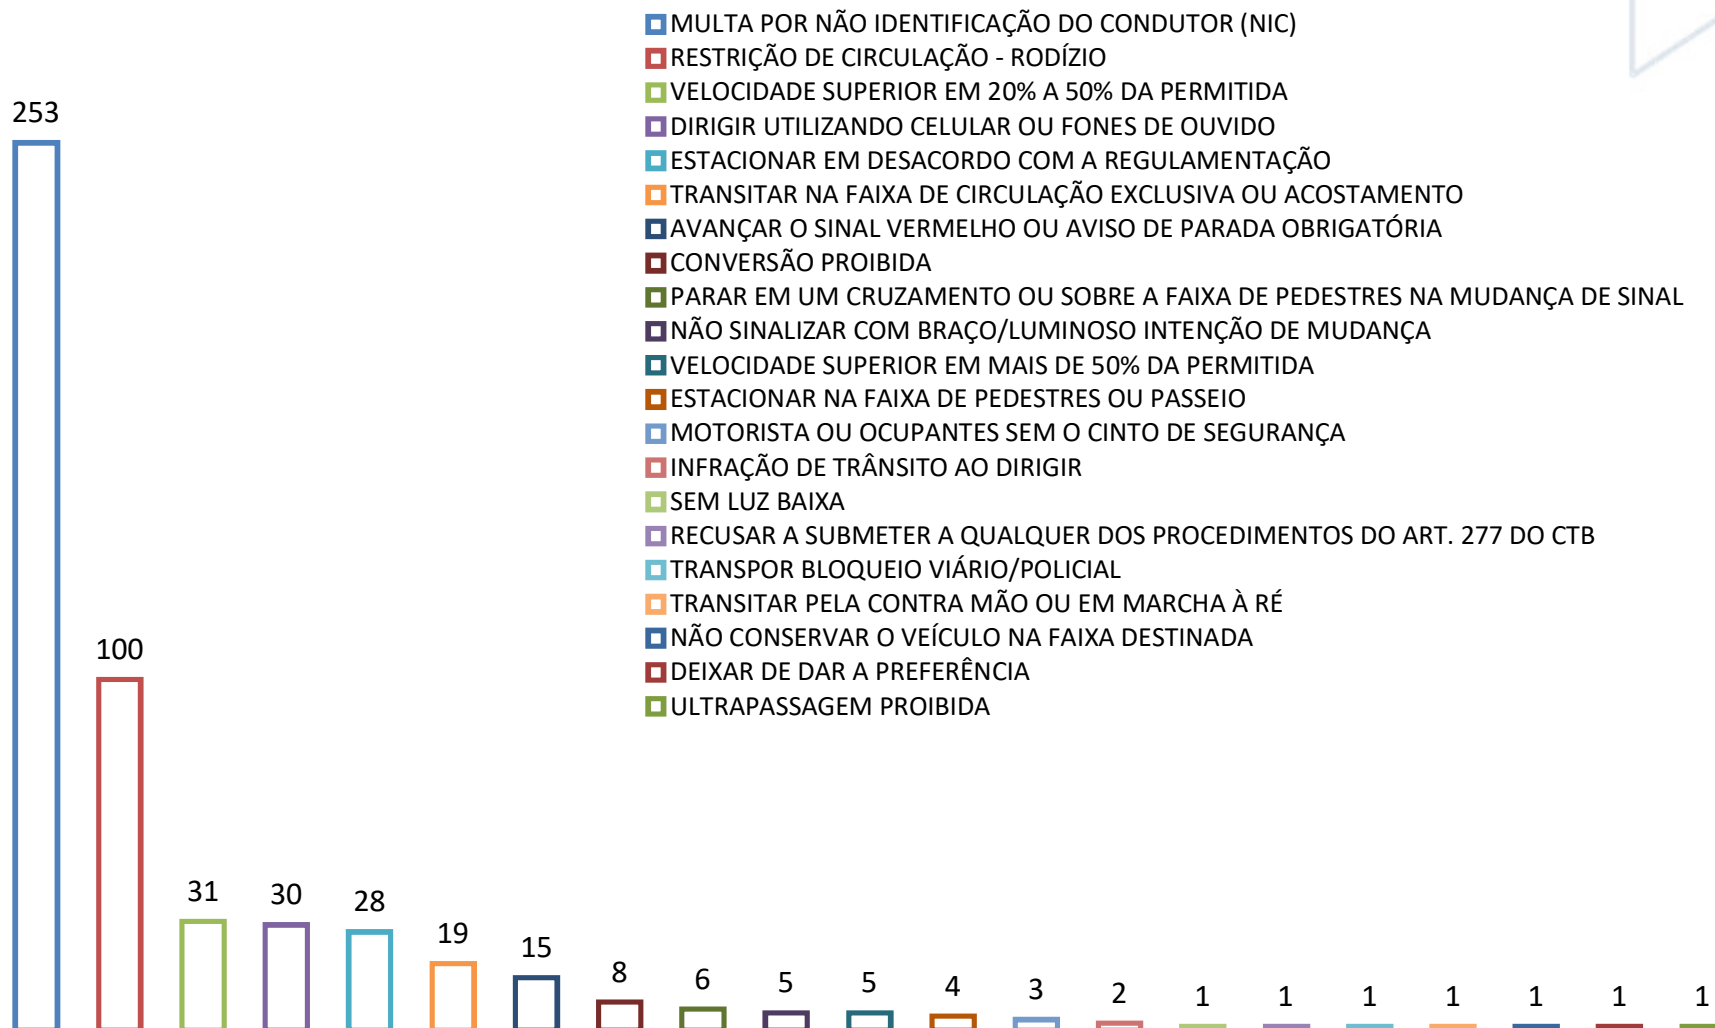 MULTA POR NÃO IDENTIFICAÇÃO DO CONDUTOR (NIC)
RESTRIÇÃO DE CIRCULAÇÃO - RODÍZIO
VELOCIDADE SUPERIOR EM 20% A 50% DA PERMITIDA
DIRIGIR UTILIZANDO CELULAR OU FONES DE OUVIDO
ESTACIONAR EM DESACORDO COM A REGULAMENTAÇÃO
TRANSITAR NA FAIXA DE CIRCULAÇÃO EXCLUSIVA OU ACOSTAMENTO
AVANÇAR O SINAL VERMELHO OU AVISO DE PARADA OBRIGATÓRIA
CONVERSÃO PROIBIDA
PARAR EM UM CRUZAMENTO OU SOBRE A FAIXA DE PEDESTRES NA MUDANÇA DE SINAL
NÃO SINALIZAR COM BRAÇO/LUMINOSO INTENÇÃO DE MUDANÇA
VELOCIDADE SUPERIOR EM MAIS DE 50% DA PERMITIDA
ESTACIONAR NA FAIXA DE PEDESTRES OU PASSEIO
MOTORISTA OU OCUPANTES SEM O CINTO DE SEGURANÇA
INFRAÇÃO DE TRÂNSITO AO DIRIGIR
SEM LUZ BAIXA
RECUSAR A SUBMETER A QUALQUER DOS PROCEDIMENTOS DO ART. 277 DO CTB
TRANSPOR BLOQUEIO VIÁRIO/POLICIAL
TRANSITAR PELA CONTRA MÃO OU EM MARCHA À RÉ
NÃO CONSERVAR O VEÍCULO NA FAIXA DESTINADA
DEIXAR DE DAR A PREFERÊNCIA
ULTRAPASSAGEM PROIBIDA
253
100
31
30
28
19
15
8
6
5
5
4
3
2
1
1
1
1
1
1
1